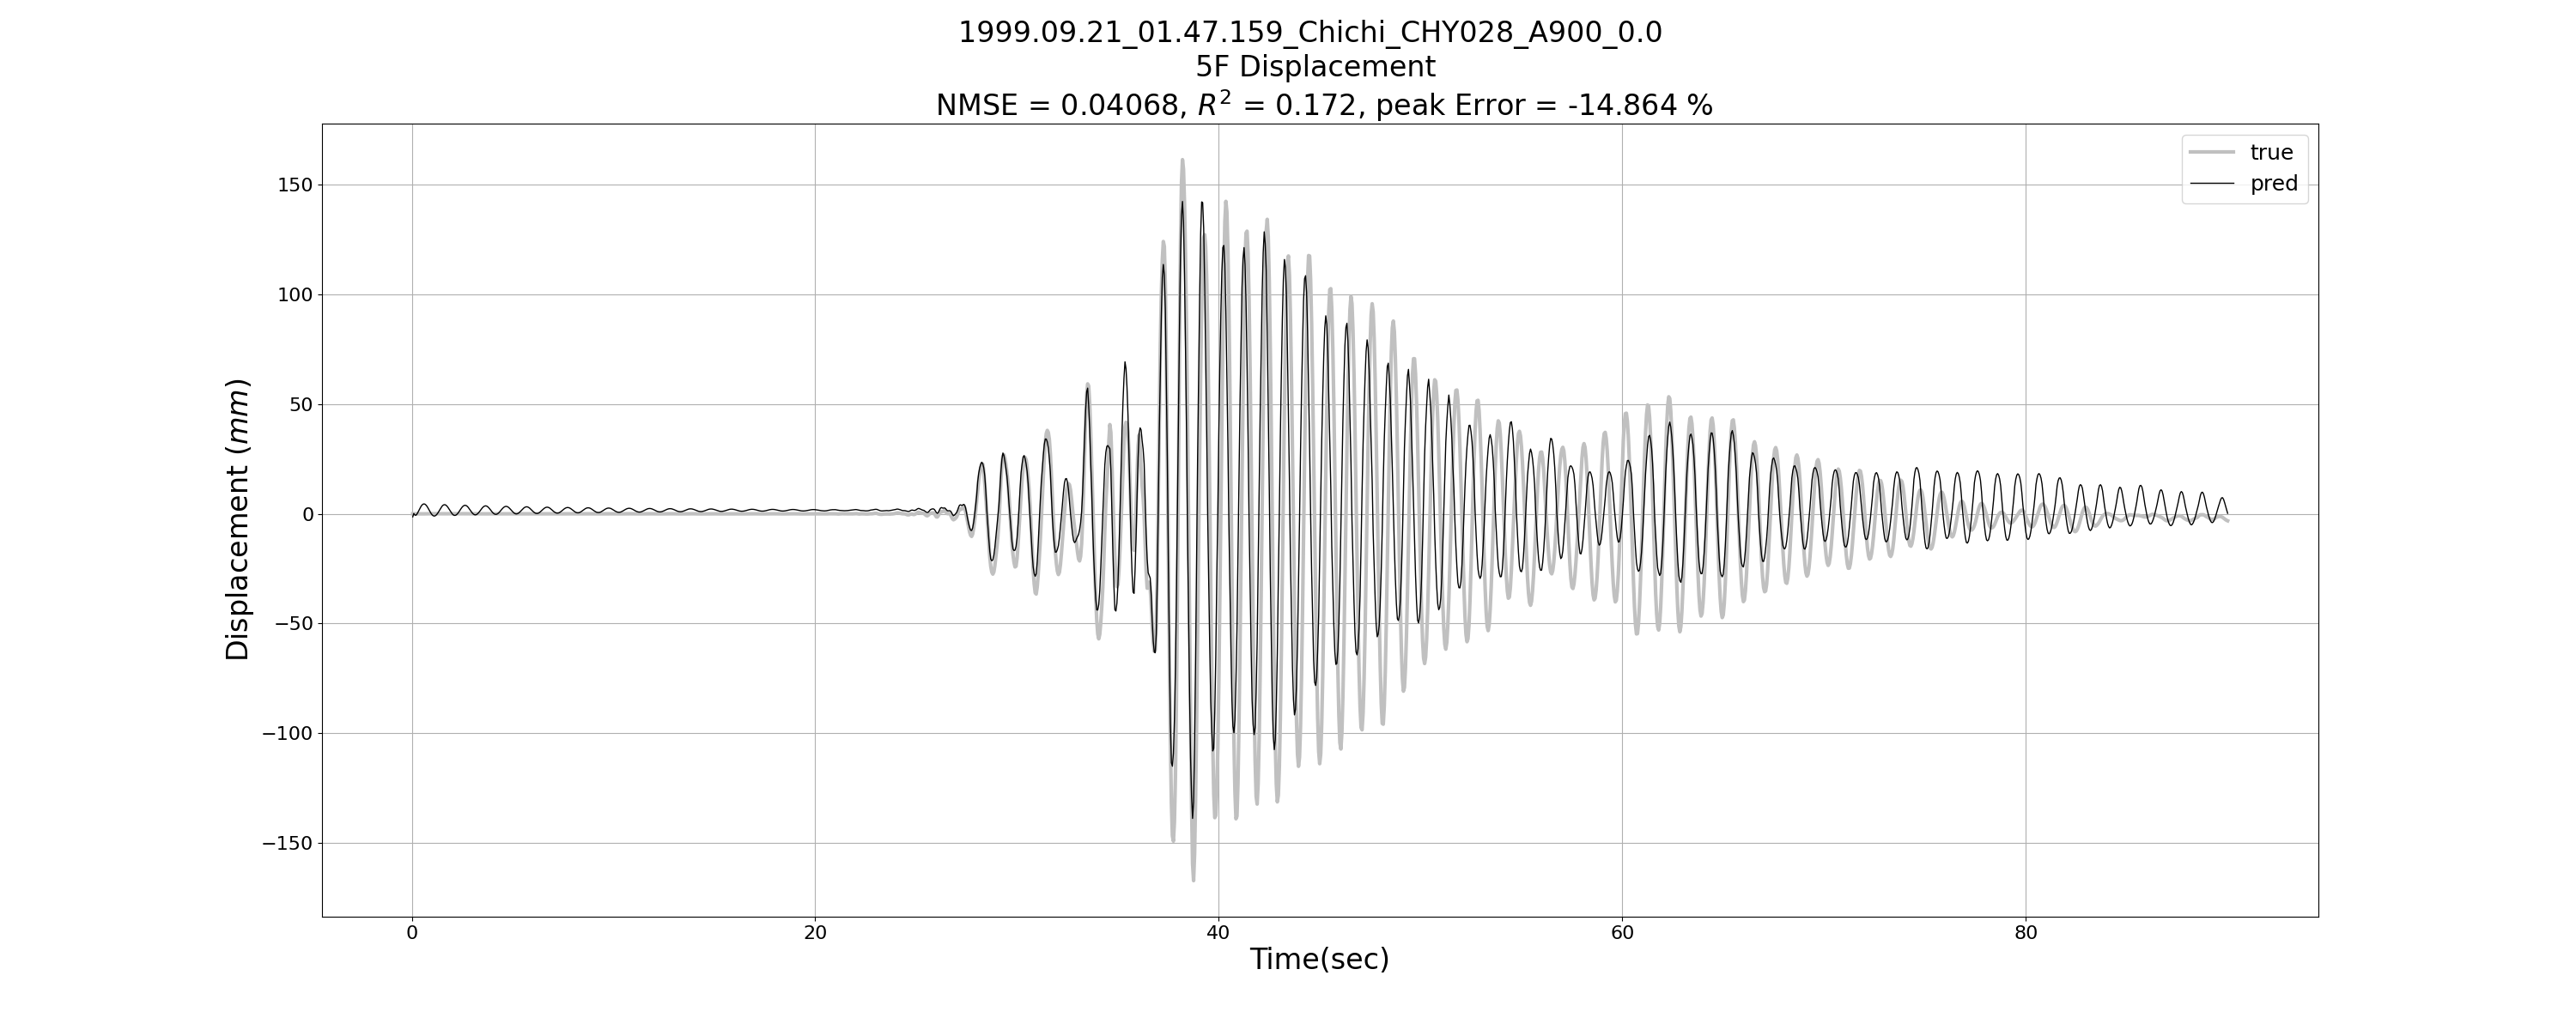 1999.09.21_01.47.159_Chichi_CHY028_A900_0.0
5F Displacement
NMSE = 0.04068, R² = 0.172, peak Error = -14.864 %
true
pred
150
100
50
0
−50
−100
−150
Displacement (mm)
0 20 40 60 80
Time(sec)